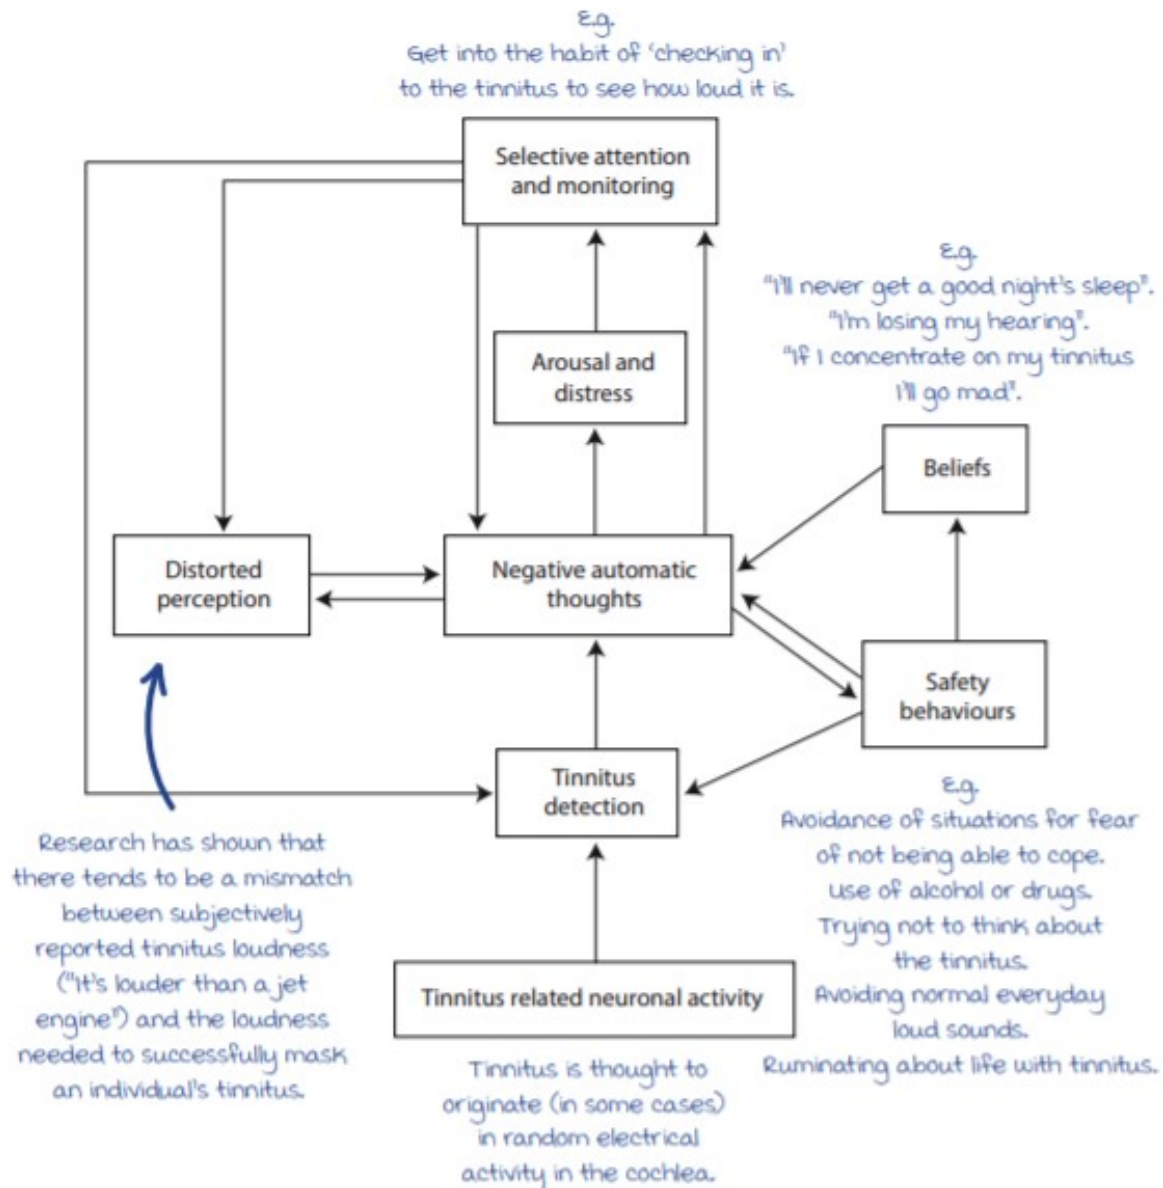 E.g.
Get into the habit of 'checking in'
to the tinnitus to see how loud it is.
Selective attention
and monitoring
E.g.
"I'll never get a good night's sleep".
"I'm losing my hearing".
"If I concentrate on my tinnitus
I'll go mad".
Arousal and
distress
Beliefs
Distorted
perception
Negative automatic
thoughts
Safety
behaviours
Tinnitus
detection
E.g.
Avoidance of situations for fear
of not being able to cope.
Use of alcohol or drugs.
Trying not to think about
the tinnitus.
Avoiding normal everyday
loud sounds.
Ruminating about life with tinnitus.
Research has shown that
there tends to be a mismatch
between subjectively
reported tinnitus loudness
("It's louder than a jet
engine") and the loudness
needed to successfully mask
an individual's tinnitus.
Tinnitus related neuronal activity
Tinnitus is thought to
originate (in some cases)
in random electrical
activity in the cochlea.